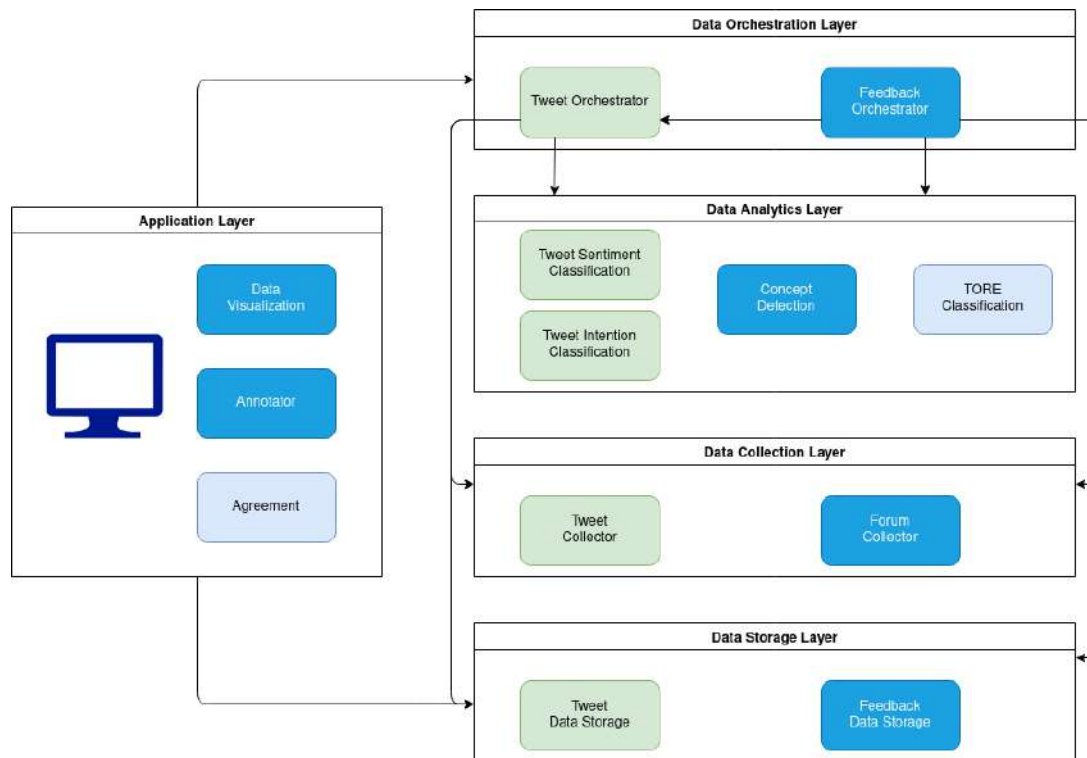 Data Orchestration Layer
Tweet Orchestrator
Feedback
Orchestrator
Application Layer
Data
Visualization
Annotator
Agreement
Data Analytics Layer
Tweet Sentiment
Classification
Tweet Intention
Classification
Concept
Detection
TORE
Classification
Data Collection Layer
Tweet
Collector
Forum
Collector
Data Storage Layer
Tweet
Data Storage
Feedback
Data Storage